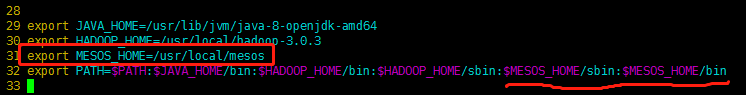 28
29 export JAVA_HOME=/usr/lib/jvm/java-8-openjdk-amd64
30 export HADOOP_HOME=/usr/local/hadoop-3.0.3
31 export MESOS_HOME=/usr/local/mesos
32 export PATH=$PATH:$JAVA_HOME/bin:$HADOOP_HOME/bin:$HADOOP_HOME/sbin:$MESOS_HOME/sbin:$MESOS_HOME/bin
33